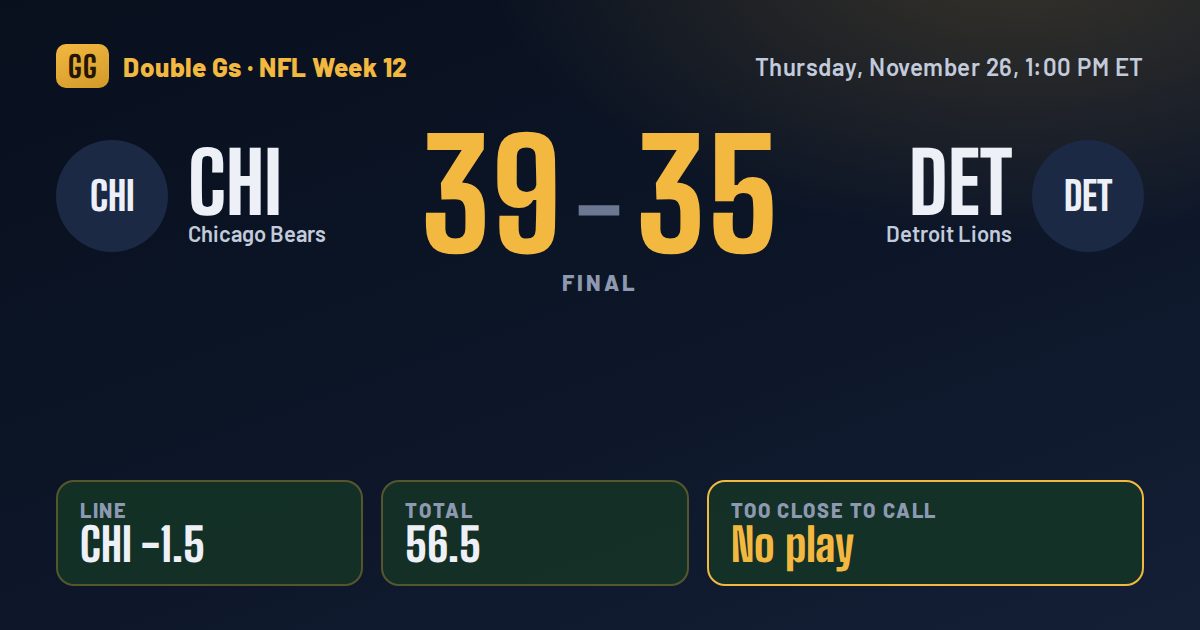 GG Double Gs · NFL Week 12
Thursday, November 26, 1:00 PM ET
CHI
CHI
Chicago Bears
39 – 35
FINAL
DET
Detroit Lions
DET
LINE
CHI −1.5
TOTAL
56.5
TOO CLOSE TO CALL
No play